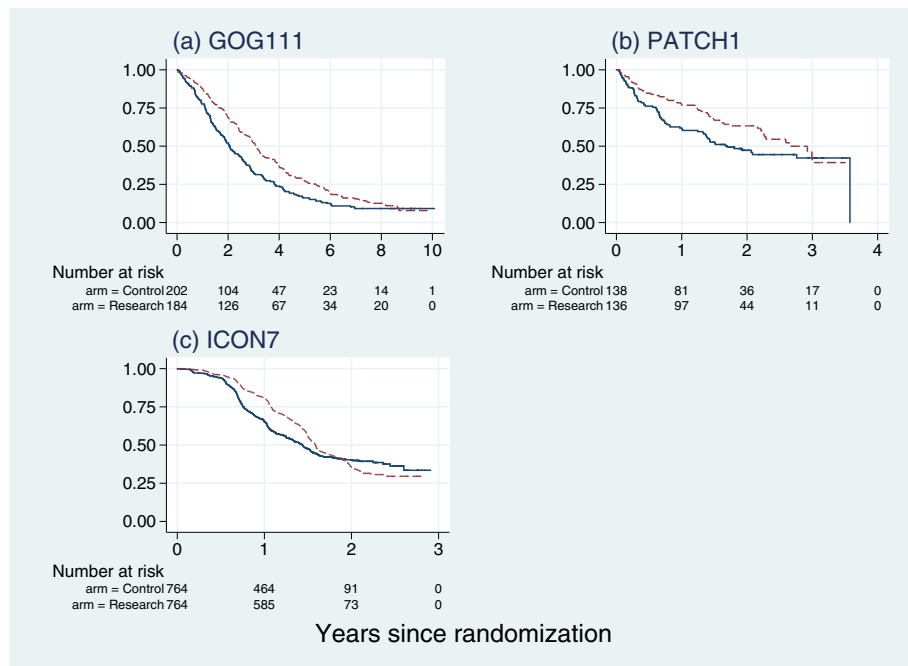 (a) GOG111
1.00
0.75
0.50
0.25
0.00
0 2 4 6 8 10
Number at risk
arm = Control 202 104 47 23 14 1
arm = Research 184 126 67 34 20 0
(b) PATCH1
1.00
0.75
0.50
0.25
0.00
0 1 2 3 4
Number at risk
arm = Control 138 81 36 17 0
arm = Research 136 97 44 11 0
(c) ICON7
1.00
0.75
0.50
0.25
0.00
0 1 2 3
Number at risk
arm = Control 764 464 91 0
arm = Research 764 585 73 0
Years since randomization